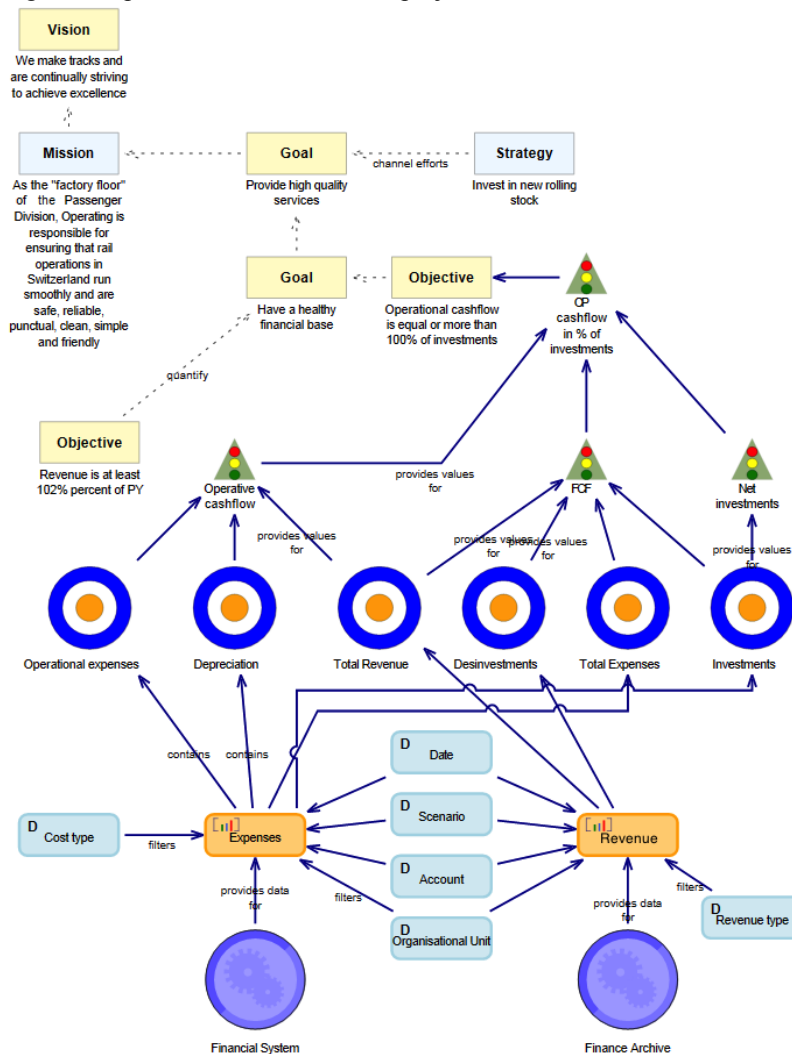 Vision
We make tracks and
are continually striving
to achieve excellence
Mission
Goal
channel efforts
Strategy
As the "factory floor"
of the Passenger
Division, Operating is
responsible for
ensuring that rail
operations in
Switzerland run
smoothly and are
safe, reliable,
punctual, clean, simple
and friendly
Provide high quality
services
Invest in new rolling
stock
Goal
Objective
Have a healthy
financial base
Operational cashflow
is equal or more than
100% of investments
OP
cashflow
in % of
investments
quantify
Objective
Revenue is at least
102% percent of PY
Operative
cashflow
provides values
for
FCF
Net
investments
provides values
for
provides values
for
provides values
for
provides values
for
Operational expenses
Depreciation
Total Revenue
Desinvestments
Total Expenses
Investments
contains
contains
D
Date
D
Cost type
filters
Expenses
D
Scenario
Revenue
D
Account
provides data
for
filters
D
Organisational Unit
provides data
for
filters
D
Revenue type
Financial System
Finance Archive